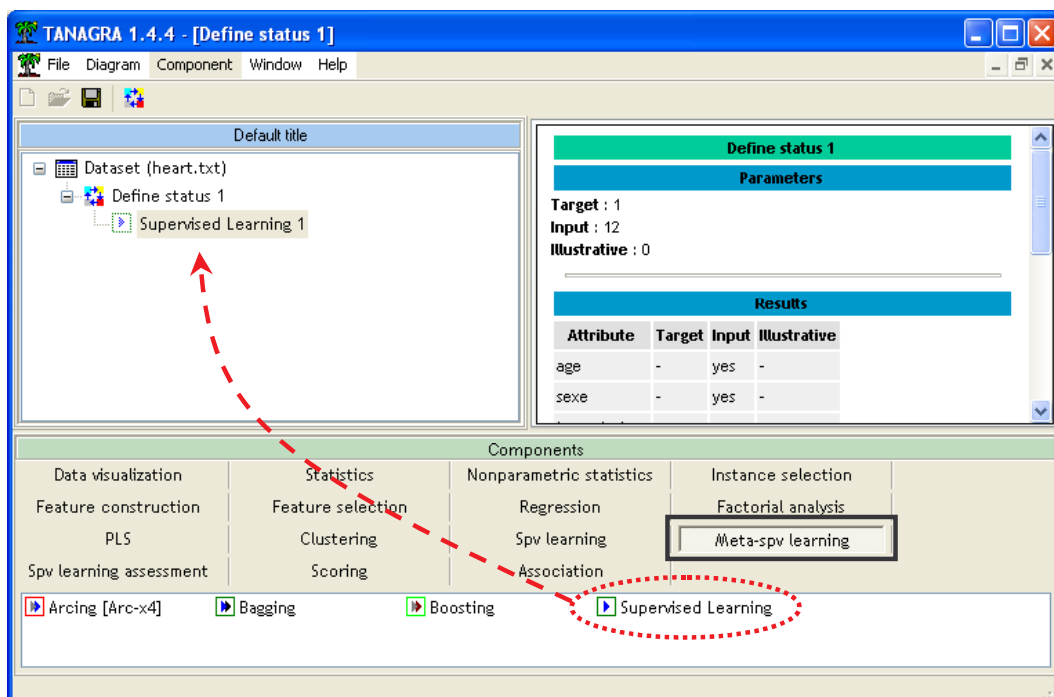 TANAGRA 1.4.4 - [Define status 1]
File Diagram Component Window Help
Default title
Dataset (heart.txt)
Define status 1
Supervised Learning 1
Define status 1
Parameters
Target : 1
Input : 12
Illustrative : 0
Results
Attribute Target Input Illustrative
age - yes -
sexe - yes -
Components
Data visualization Statistics Nonparametric statistics Instance selection
Feature construction Feature selection Regression Factorial analysis
PLS Clustering Spv learning Meta-spv learning
Spv learning assessment Scoring Association
Arcing [Arc-x4] Bagging Boosting Supervised Learning